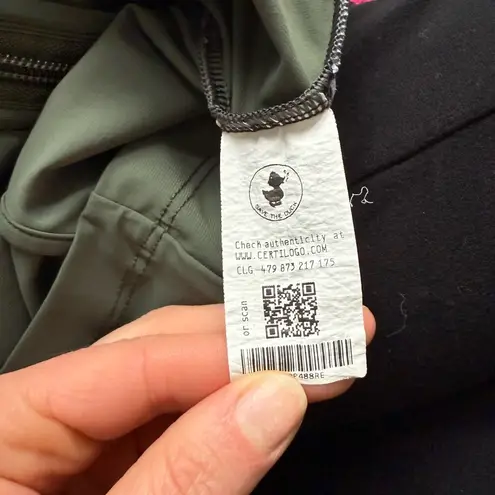 SAVE THE DUCK
Check authenticity at
WWW.CERTILOGO.COM
CLG 479 873 217 175
or scan